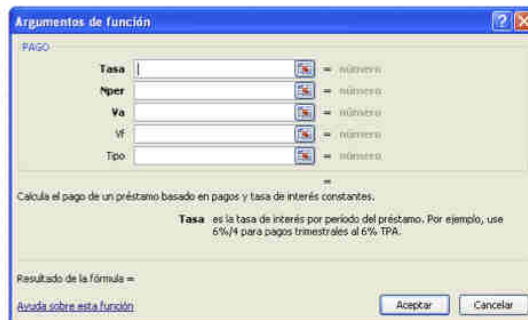 Argumentos de función
PAGO
Tasa = número
Nper = número
Va = número
Vf = número
Tipo = número
=
Calcula el pago de un préstamo basado en pagos y tasa de interés constantes.
Tasa es la tasa de interés por período del préstamo. Por ejemplo, use
6%/4 para pagos trimestrales al 6% TPA.
Resultado de la fórmula =
Ayuda sobre esta función
Aceptar Cancelar